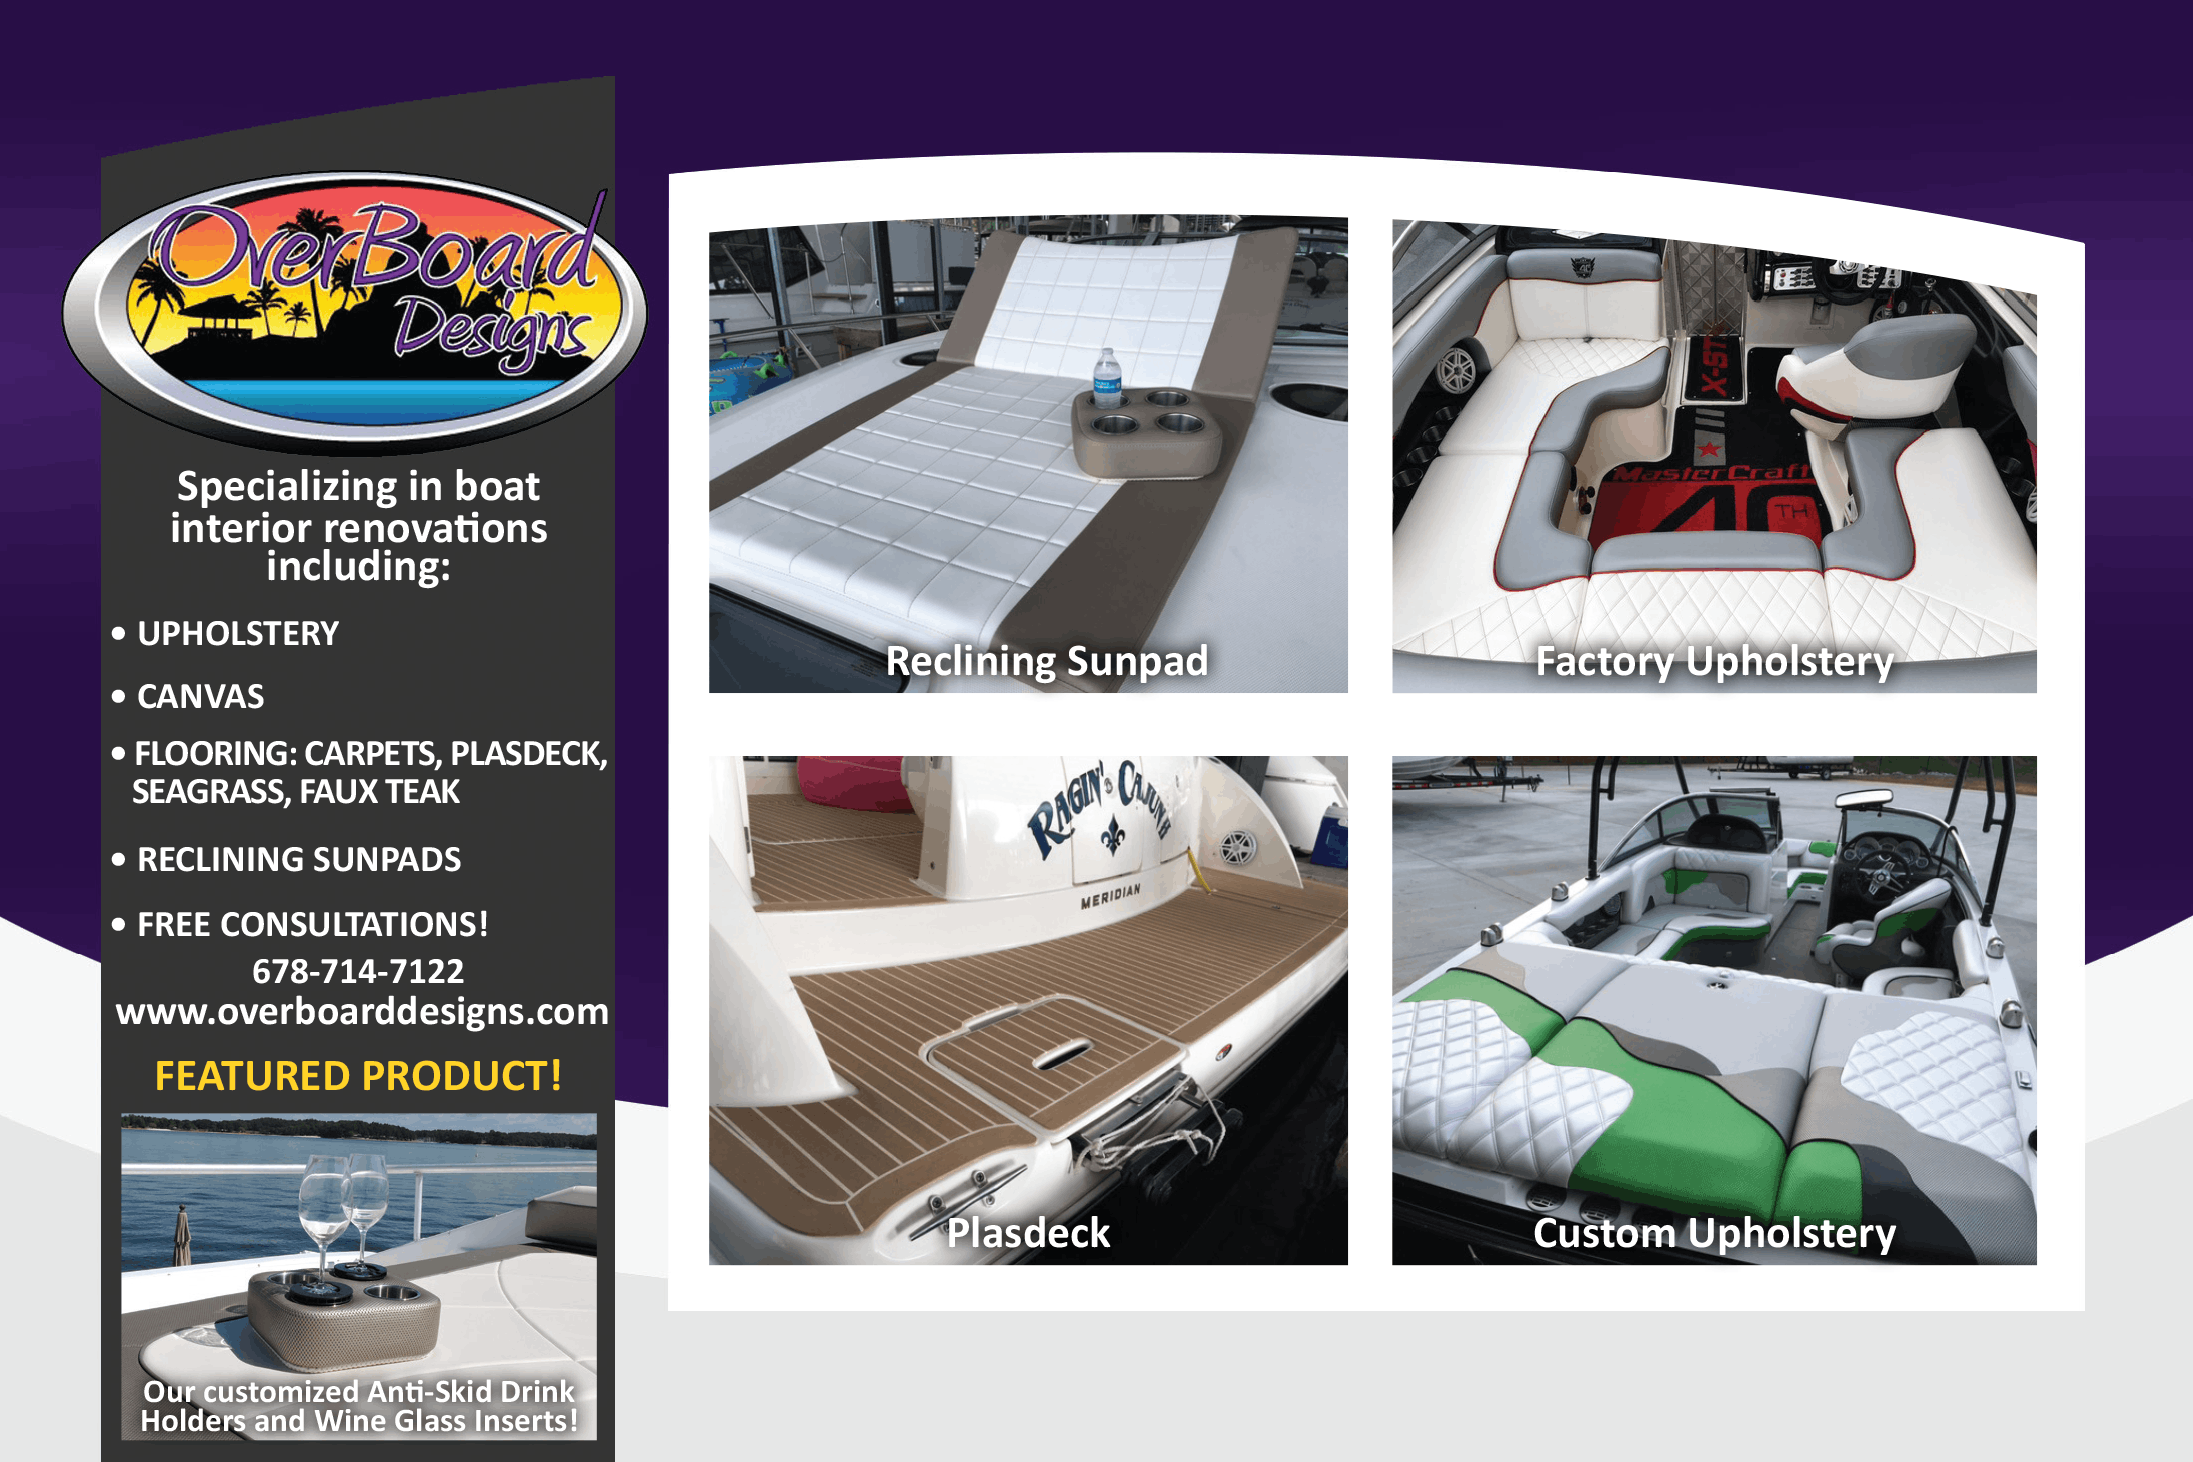 OverBoard
Designs
Specializing in boat
interior renovations
including:
• UPHOLSTERY
• CANVAS
• FLOORING: CARPETS, PLASDECK,
SEAGRASS, FAUX TEAK
• RECLINING SUNPADS
• FREE CONSULTATIONS!
678-714-7122
www.overboarddesigns.com
FEATURED PRODUCT!
Our customized Anti-Skid Drink
Holders and Wine Glass Inserts!
Reclining Sunpad
MasterCraft
40TH
Factory Upholstery
RAGIN' CAJUN
MERIDIAN
Plasdeck
Custom Upholstery